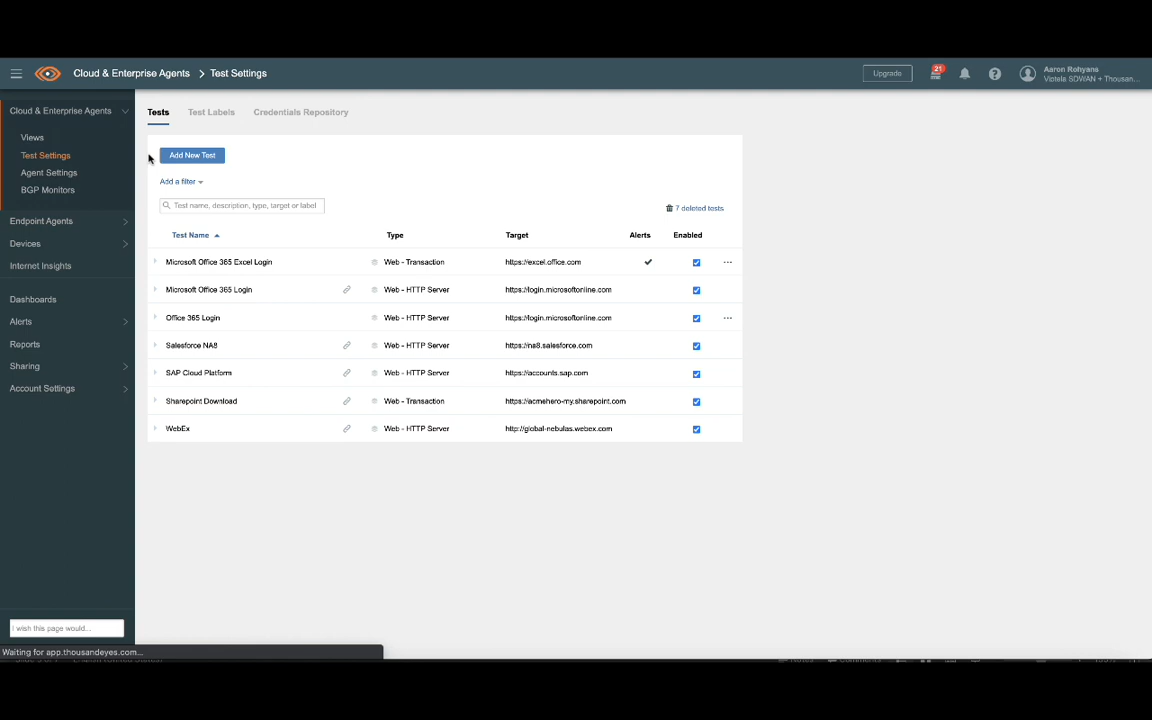 Cloud & Enterprise Agents > Test Settings
Upgrade
21
Aaron Rohyans
Viptela SDWAN + Thousan...
Cloud & Enterprise Agents
Views
Test Settings
Agent Settings
BGP Monitors
Endpoint Agents
Devices
Internet Insights
Dashboards
Alerts
Reports
Sharing
Account Settings
I wish this page would...
Waiting for app.thousandeyes.com...
Tests Test Labels Credentials Repository
Add New Test
Add a filter
Test name, description, type, target or label
7 deleted tests
Test Name Type Target Alerts Enabled
Microsoft Office 365 Excel Login Web - Transaction https://excel.office.com
Microsoft Office 365 Login Web - HTTP Server https://login.microsoftonline.com
Office 365 Login Web - HTTP Server https://login.microsoftonline.com
Salesforce NA8 Web - HTTP Server https://na8.salesforce.com
SAP Cloud Platform Web - HTTP Server https://accounts.sap.com
Sharepoint Download Web - Transaction https://acmehero-my.sharepoint.com
WebEx Web - HTTP Server http://global-nebulas.webex.com